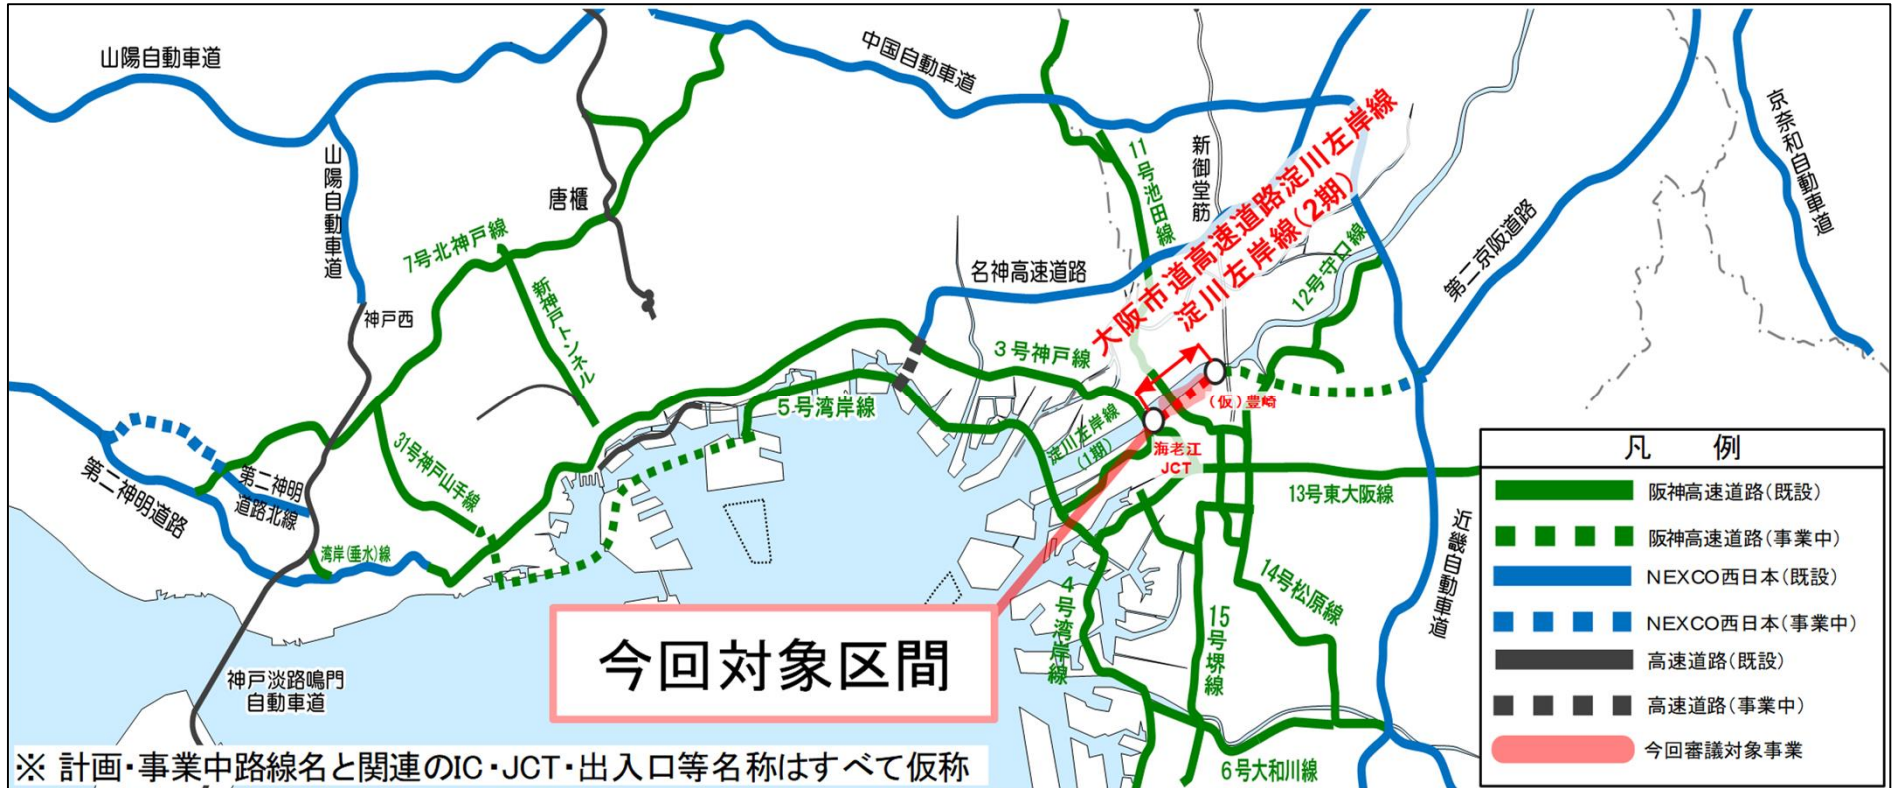 山陽自動車道
中国自動車道
京奈和自動車道
山陽自動車道
唐櫃
11号池田線
新御堂筋
大阪市道高速道路淀川左岸線
淀川左岸線(2期)
7号北神戸線
新神戸トンネル
名神高速道路
12号守口線
第二京阪道路
神戸西
3号神戸線
(仮)豊崎
5号湾岸線
淀川左岸線
(1期)
海老江
JCT
31号神戸山手線
第二神明道路
第二神明
道路北線
湾岸(垂水)線
13号東大阪線
近畿自動車道
4号湾岸線
15号堺線
14号松原線
6号大和川線
神戸淡路鳴門
自動車道
今回対象区間
凡 例
阪神高速道路(既設)
阪神高速道路(事業中)
NEXCO西日本(既設)
NEXCO西日本(事業中)
高速道路(既設)
高速道路(事業中)
今回審議対象事業
※ 計画・事業中路線名と関連のIC・JCT・出入口等名称はすべて仮称